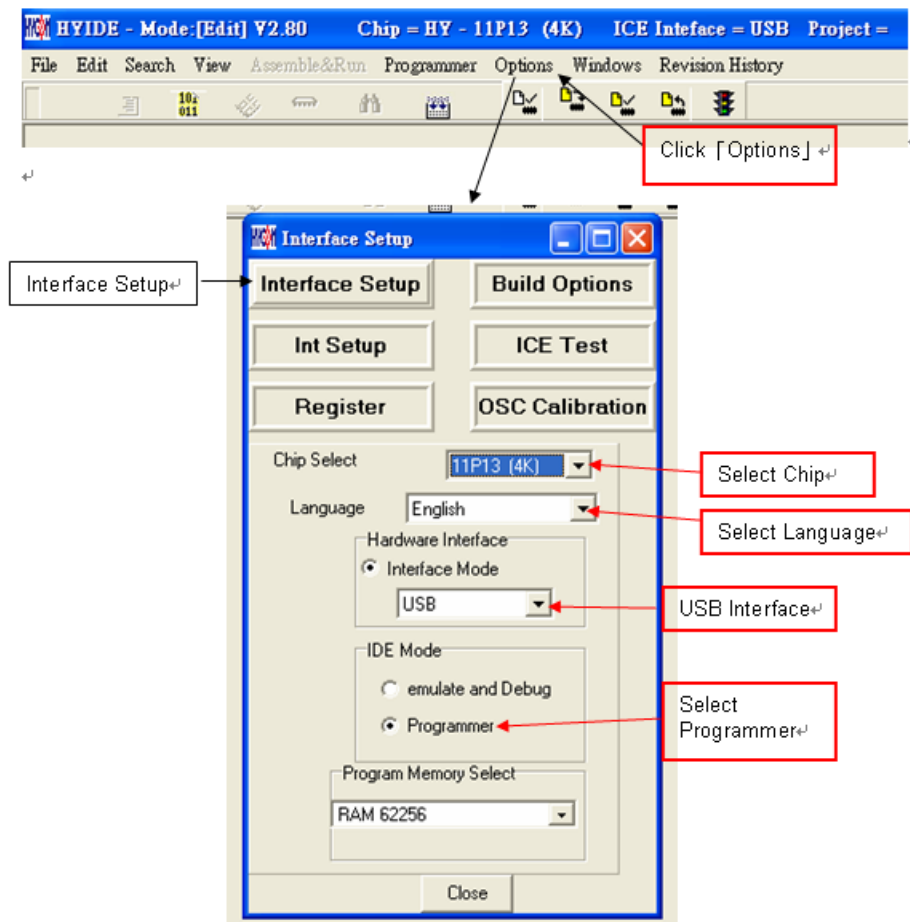 HYIDE - Mode:[Edit] V2.80 Chip = HY - 11P13 (4K) ICE Inteface = USB Project =
File Edit Search View Assemble&Run Programmer Options Windows Revision History
Click「Options」↵
↵
Interface Setup
Interface Setup↵
Interface Setup Build Options
Int Setup ICE Test
Register OSC Calibration
Chip Select 11P13 (4K)
Select Chip↵
Language English
Select Language↵
Hardware Interface
Interface Mode
USB
USB Interface↵
IDE Mode
emulate and Debug
Programmer
Select
Programmer↵
Program Memory Select
RAM 62256
Close